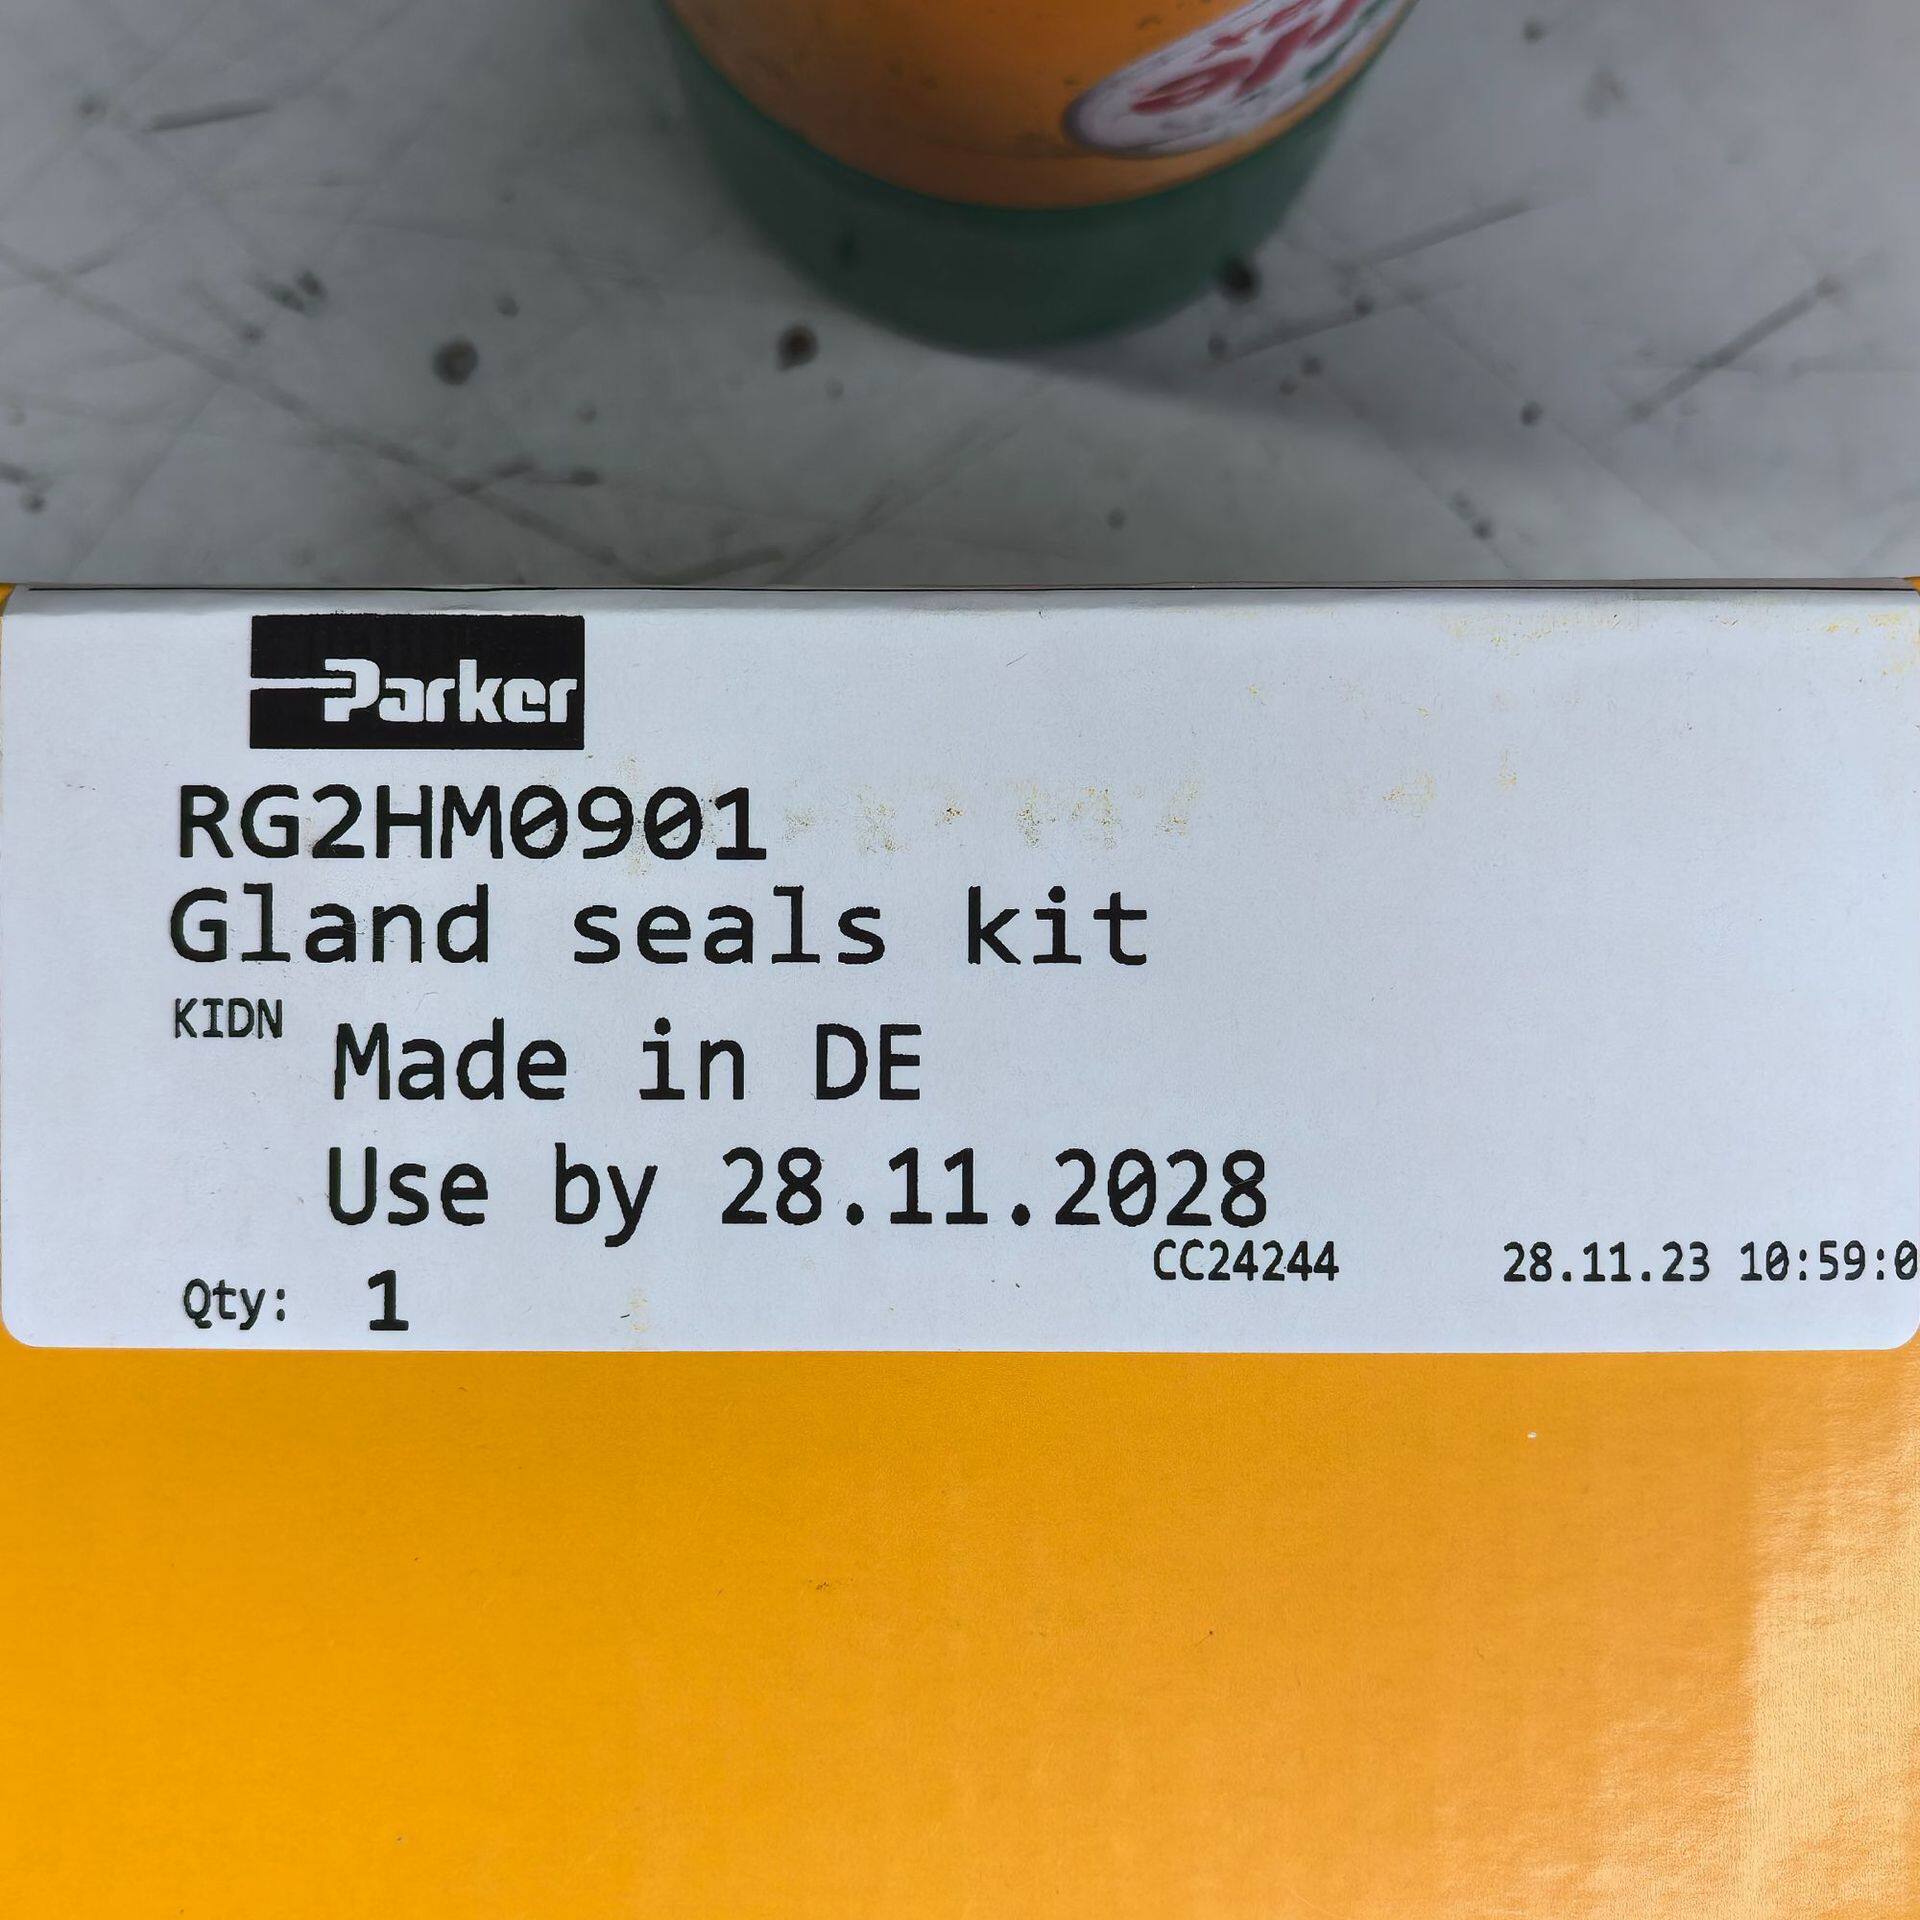 Parker
RG2HM0901
Gland seals kit
KIDN
Made in DE
Use by 28.11.2028
CC24244 28.11.23 10:59:0
Qty: 1